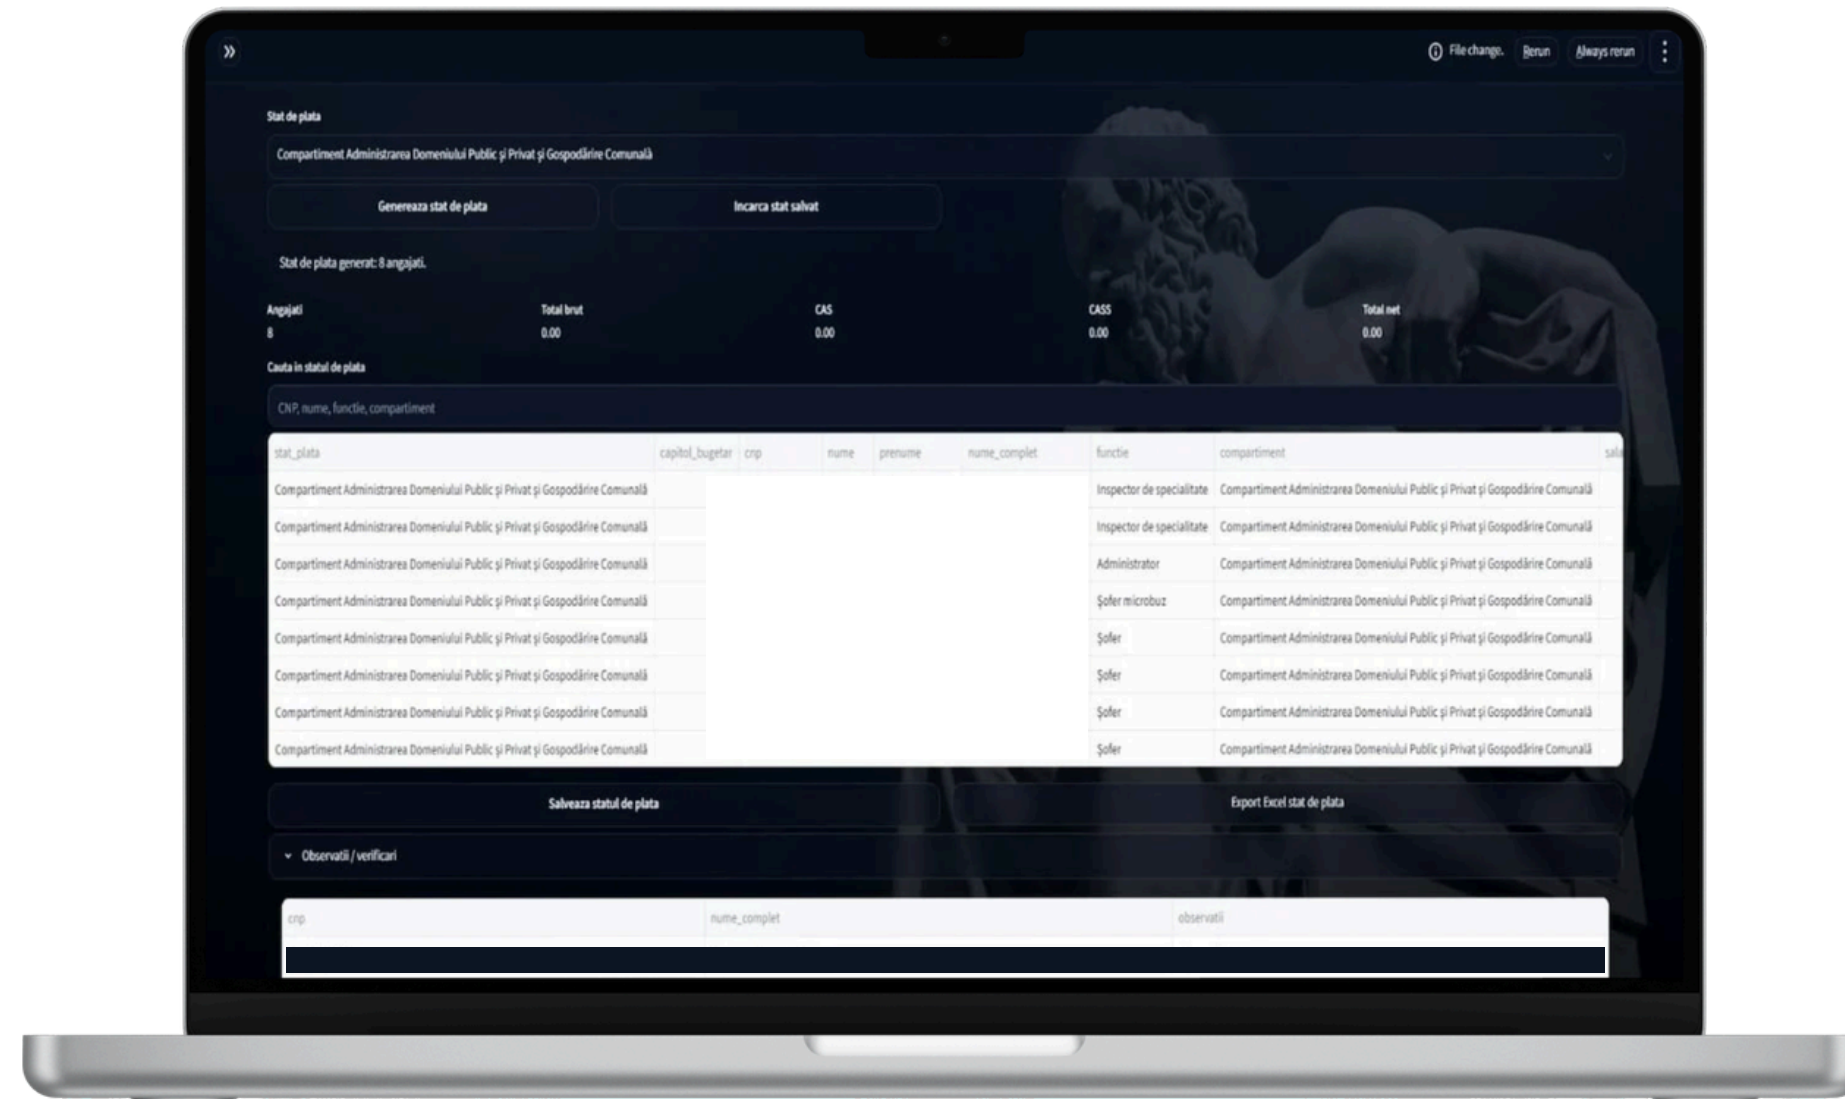 File change. Rerun Always rerun
Stat de plata
Compartiment Administrarea Domeniului Public și Privat și Gospodărire Comunală
Genereaza stat de plata Incarca stat salvat
Stat de plata generat: 8 angajati.
Angajati Total brut CAS CASS Total net
8 0.00 0.00 0.00 0.00
Cauta in statul de plata
CNP, nume, functie, compartiment
stat_plata capitol_bugetar cnp nume prenume nume_complet functie compartiment sala
Compartiment Administrarea Domeniului Public și Privat și Gospodărire Comunală Inspector de specialitate Compartiment Administrarea Domeniului Public și Privat și Gospodărire Comunală
Compartiment Administrarea Domeniului Public și Privat și Gospodărire Comunală Inspector de specialitate Compartiment Administrarea Domeniului Public și Privat și Gospodărire Comunală
Compartiment Administrarea Domeniului Public și Privat și Gospodărire Comunală Administrator Compartiment Administrarea Domeniului Public și Privat și Gospodărire Comunală
Compartiment Administrarea Domeniului Public și Privat și Gospodărire Comunală Șofer microbuz Compartiment Administrarea Domeniului Public și Privat și Gospodărire Comunală
Compartiment Administrarea Domeniului Public și Privat și Gospodărire Comunală Șofer Compartiment Administrarea Domeniului Public și Privat și Gospodărire Comunală
Compartiment Administrarea Domeniului Public și Privat și Gospodărire Comunală Șofer Compartiment Administrarea Domeniului Public și Privat și Gospodărire Comunală
Compartiment Administrarea Domeniului Public și Privat și Gospodărire Comunală Șofer Compartiment Administrarea Domeniului Public și Privat și Gospodărire Comunală
Compartiment Administrarea Domeniului Public și Privat și Gospodărire Comunală Șofer Compartiment Administrarea Domeniului Public și Privat și Gospodărire Comunală
Salveaza statul de plata Export Excel stat de plata
Observatii / verificari
cnp nume_complet observatii